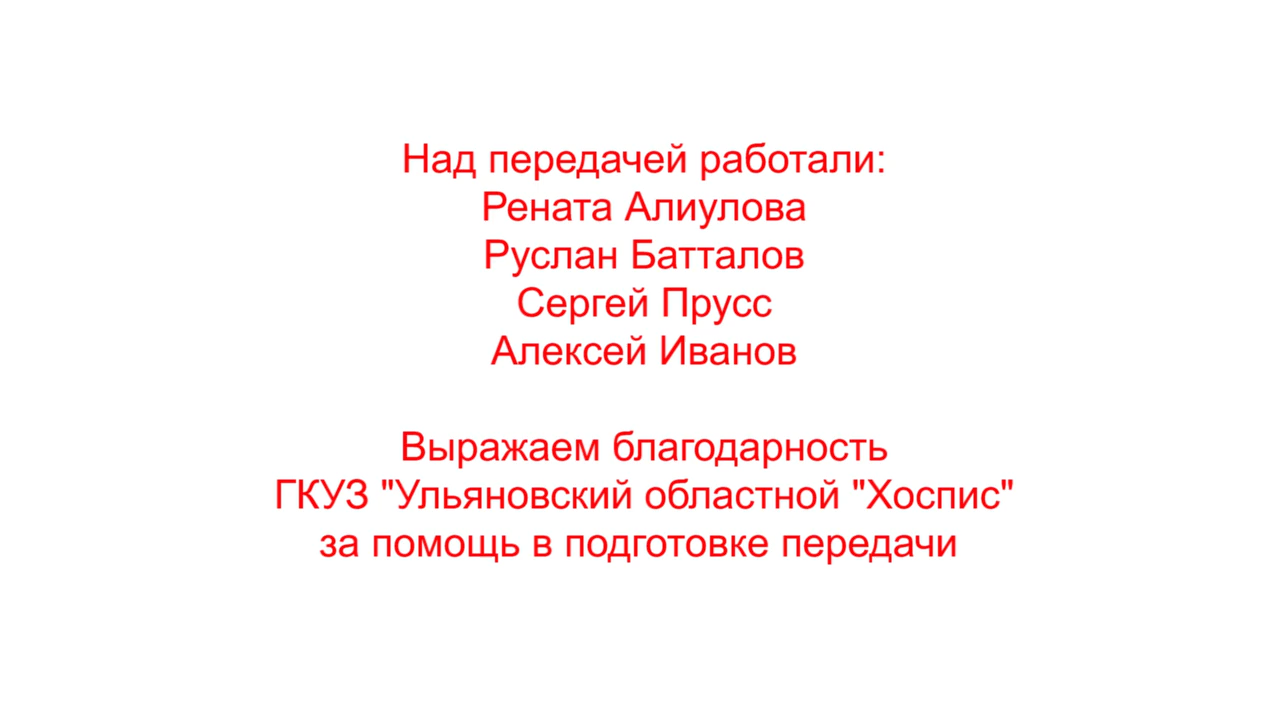 Над передачей работали:
Рената Алиулова
Руслан Батталов
Сергей Прусс
Алексей Иванов
Выражаем благодарность
ГКУЗ "Ульяновский областной "Хоспис"
за помощь в подготовке передачи